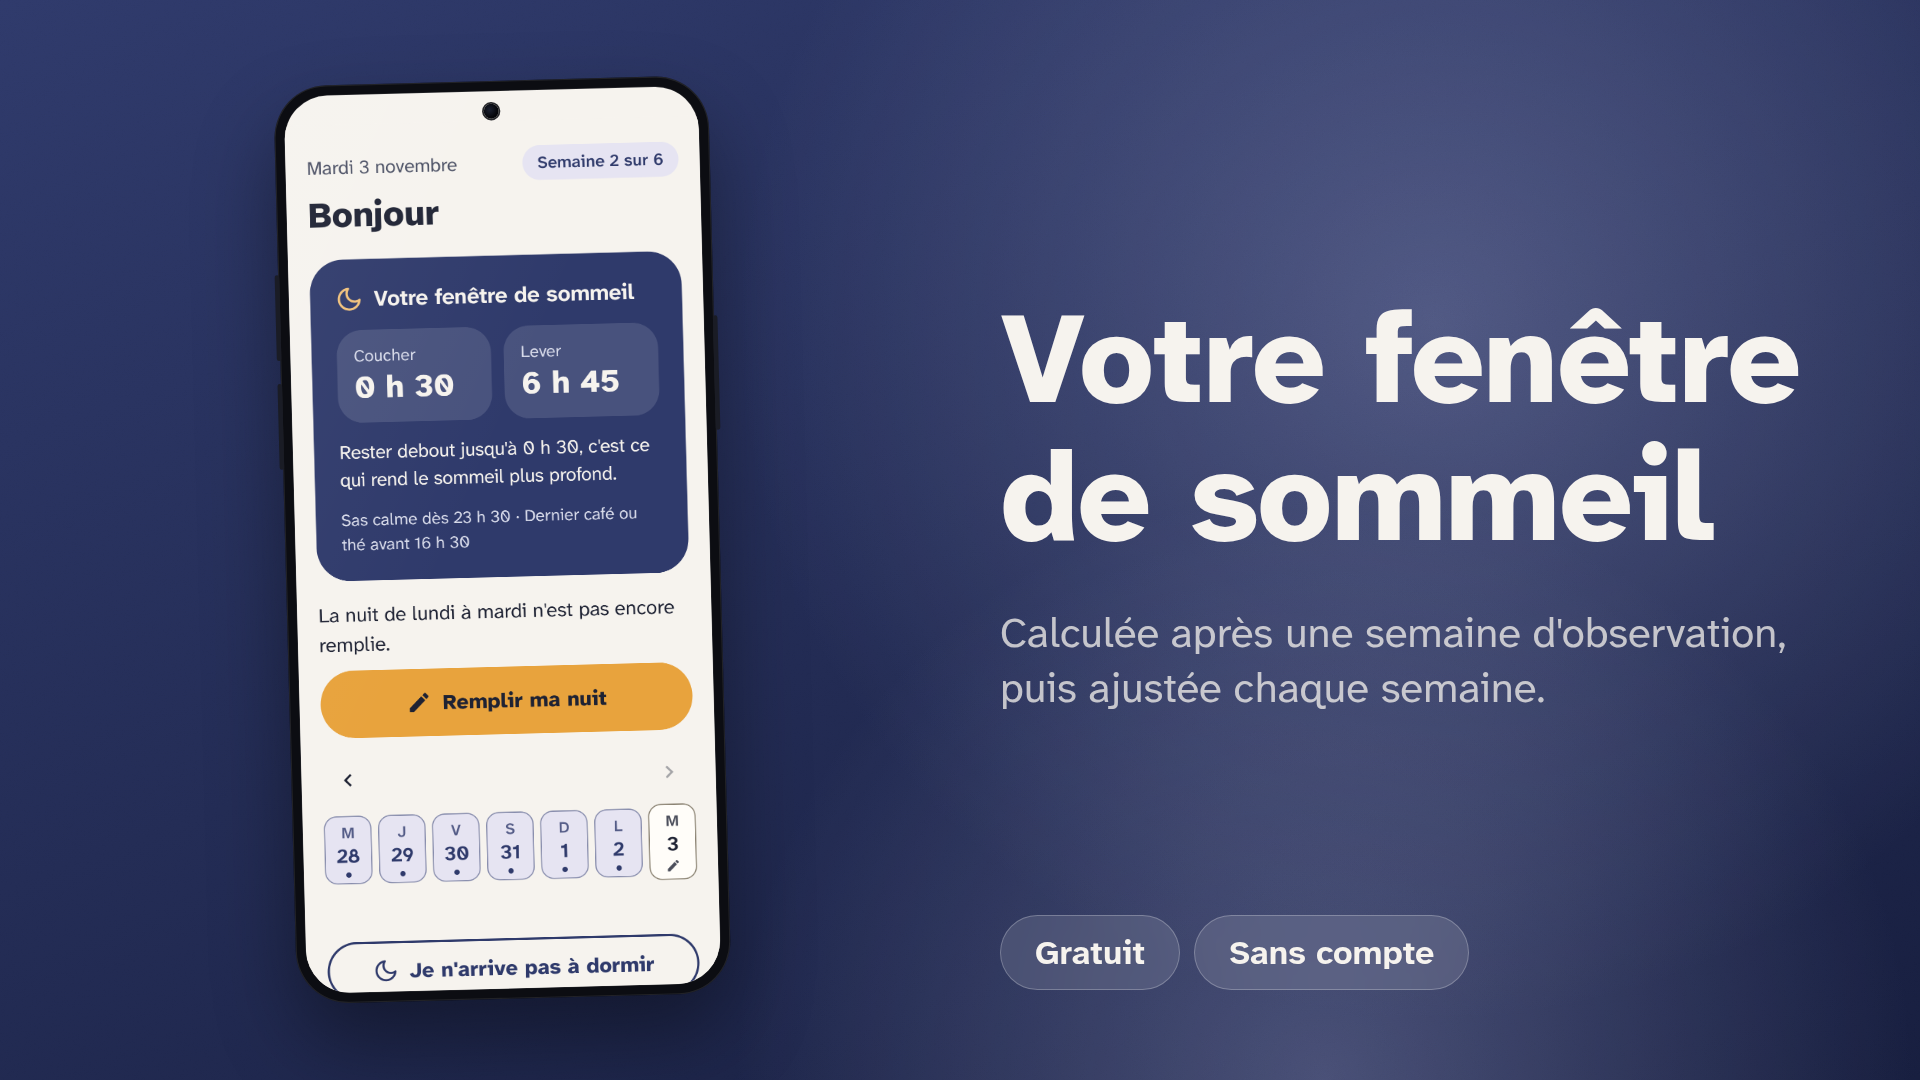 Mardi 3 novembre
Semaine 2 sur 6
Bonjour
Votre fenêtre de sommeil
Coucher
0 h 30
Lever
6 h 45
Rester debout jusqu'à 0 h 30, c'est ce
qui rend le sommeil plus profond.
Sas calme dès 23 h 30 · Dernier café ou
thé avant 16 h 30
La nuit de lundi à mardi n'est pas encore
remplie.
Remplir ma nuit
M J V S D L M
28 29 30 31 1 2 3
Je n'arrive pas à dormir
Votre fenêtre
de sommeil
Calculée après une semaine d'observation,
puis ajustée chaque semaine.
Gratuit
Sans compte